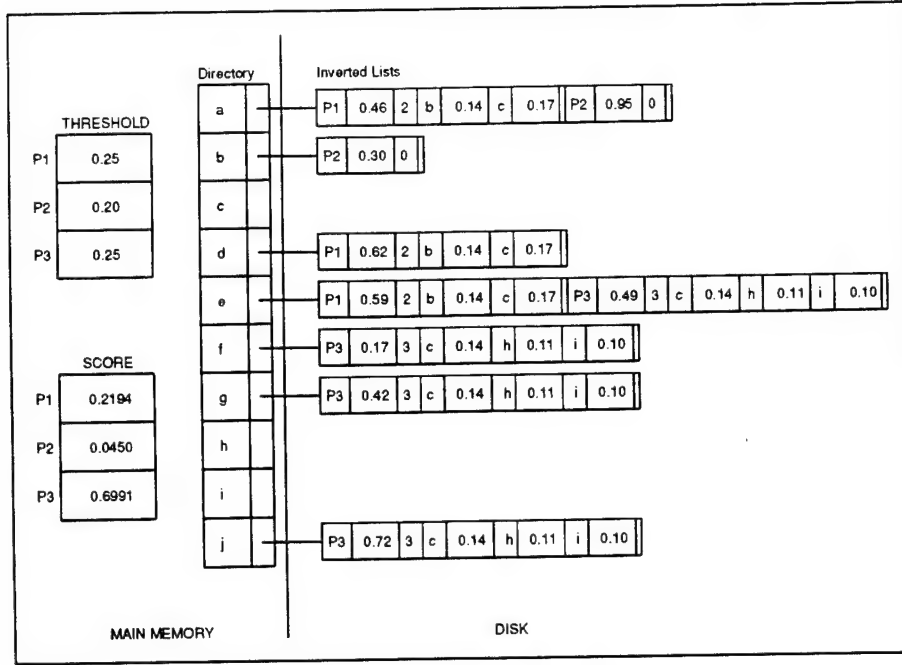 Directory
Inverted Lists
a
P1 0.46 2 b 0.14 c 0.17 P2 0.95 0
THRESHOLD
b
P2 0.30 0
P1 0.25
P2 0.20
P3 0.25
c
d
P1 0.62 2 b 0.14 c 0.17
e
P1 0.59 2 b 0.14 c 0.17 P3 0.49 3 c 0.14 h 0.11 i 0.10
f
P3 0.17 3 c 0.14 h 0.11 i 0.10
SCORE
g
P3 0.42 3 c 0.14 h 0.11 i 0.10
P1 0.2194
P2 0.0450
P3 0.6991
h
i
j
P3 0.72 3 c 0.14 h 0.11 i 0.10
MAIN MEMORY
DISK